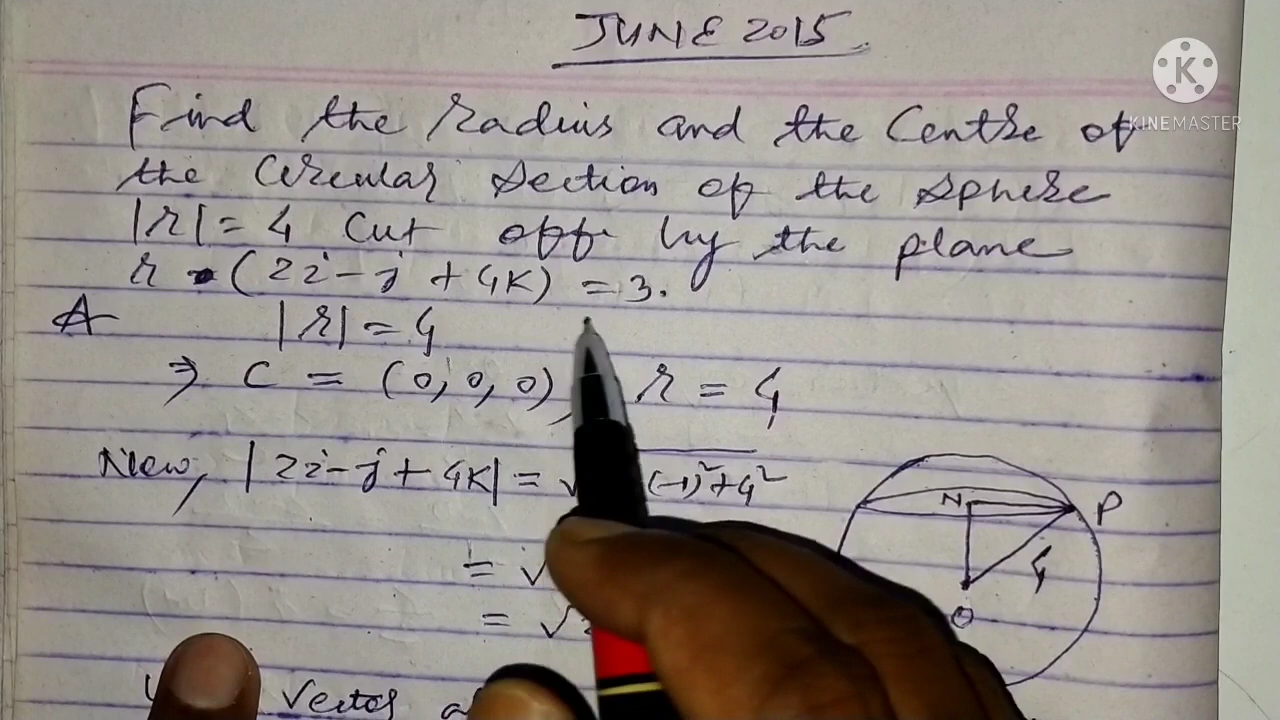 JUNE 2015.
K
KINEMASTER
Find the radius and the Centre of
the Circular Section of the Sphere
|r| = 4 Cut off by the plane
r · (2i - j + 4k) = 3.
A |r| = 4
⇒ C = (0, 0, 0), r = 4
Now, |2i - j + 4k| = √ (-1)² + 4²
= √
= √2
N P
4
O
Vector